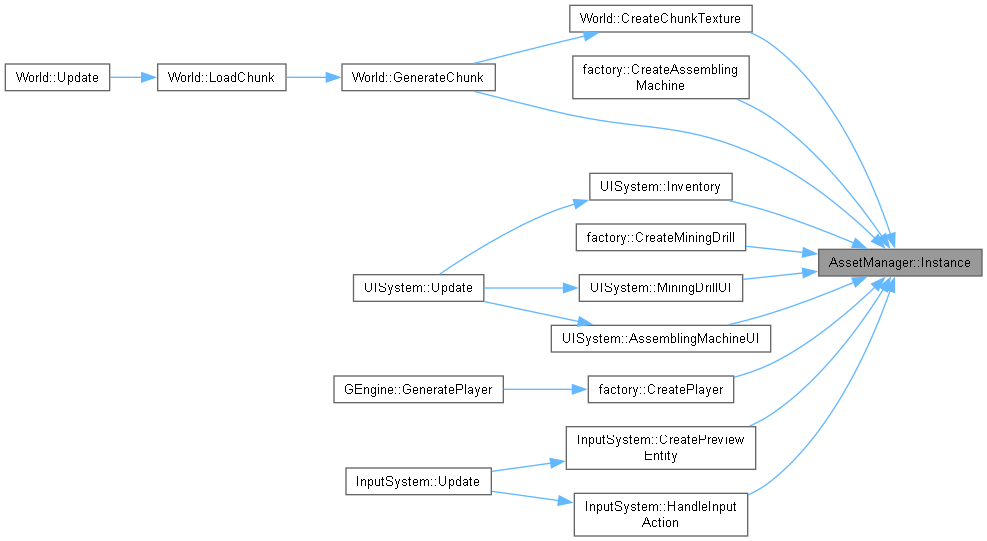 World::CreateChunkTexture
factory::CreateAssembling
Machine
World::Update
World::LoadChunk
World::GenerateChunk
UISystem::Inventory
factory::CreateMiningDrill
AssetManager::Instance
UISystem::Update
UISystem::MiningDrillUI
UISystem::AssemblingMachineUI
GEngine::GeneratePlayer
factory::CreatePlayer
InputSystem::CreatePreview
Entity
InputSystem::Update
InputSystem::HandleInput
Action